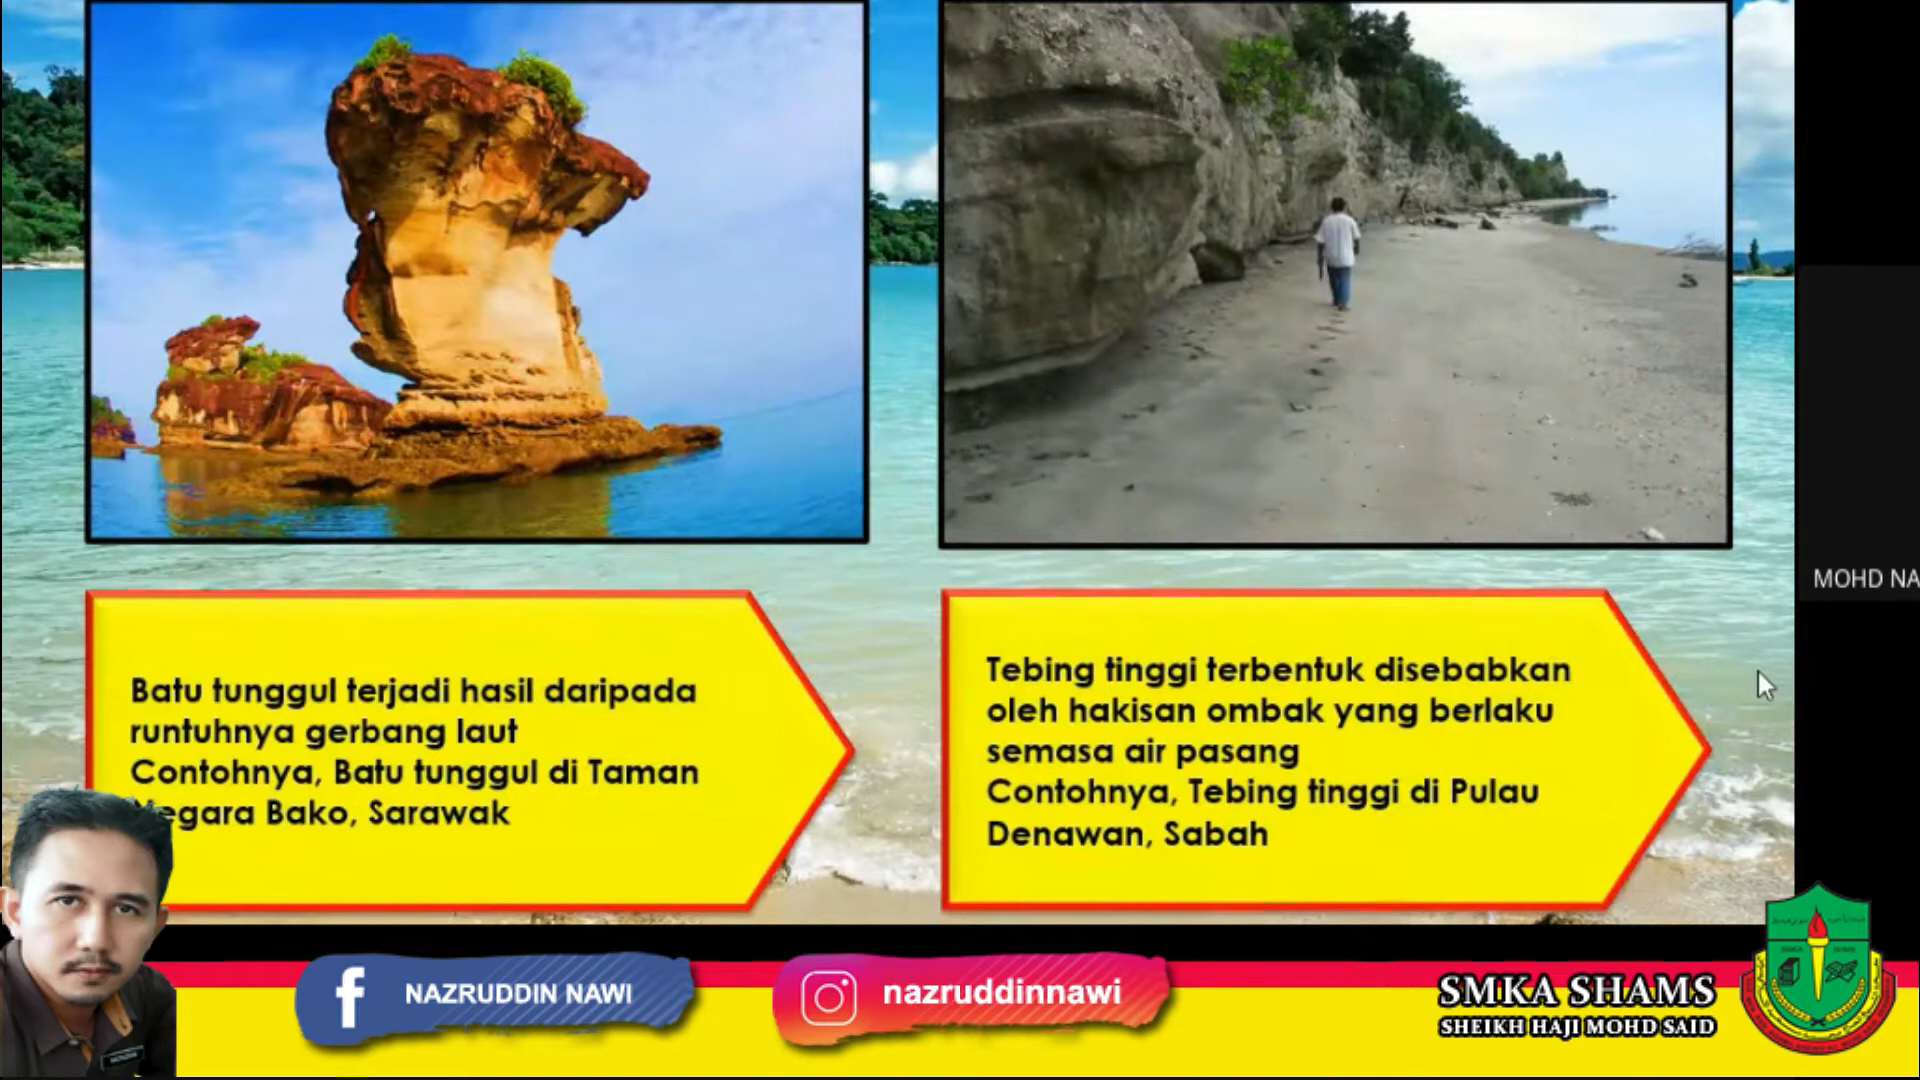 Batu tunggul terjadi hasil daripada
runtuhnya gerbang laut
Contohnya, Batu tunggul di Taman
Negara Bako, Sarawak
Tebing tinggi terbentuk disebabkan
oleh hakisan ombak yang berlaku
semasa air pasang
Contohnya, Tebing tinggi di Pulau
Denawan, Sabah
MOHD NA
NAZRUDDIN NAWI
nazruddinnawi
SMKA SHAMS
SHEIKH HAJI MOHD SAID